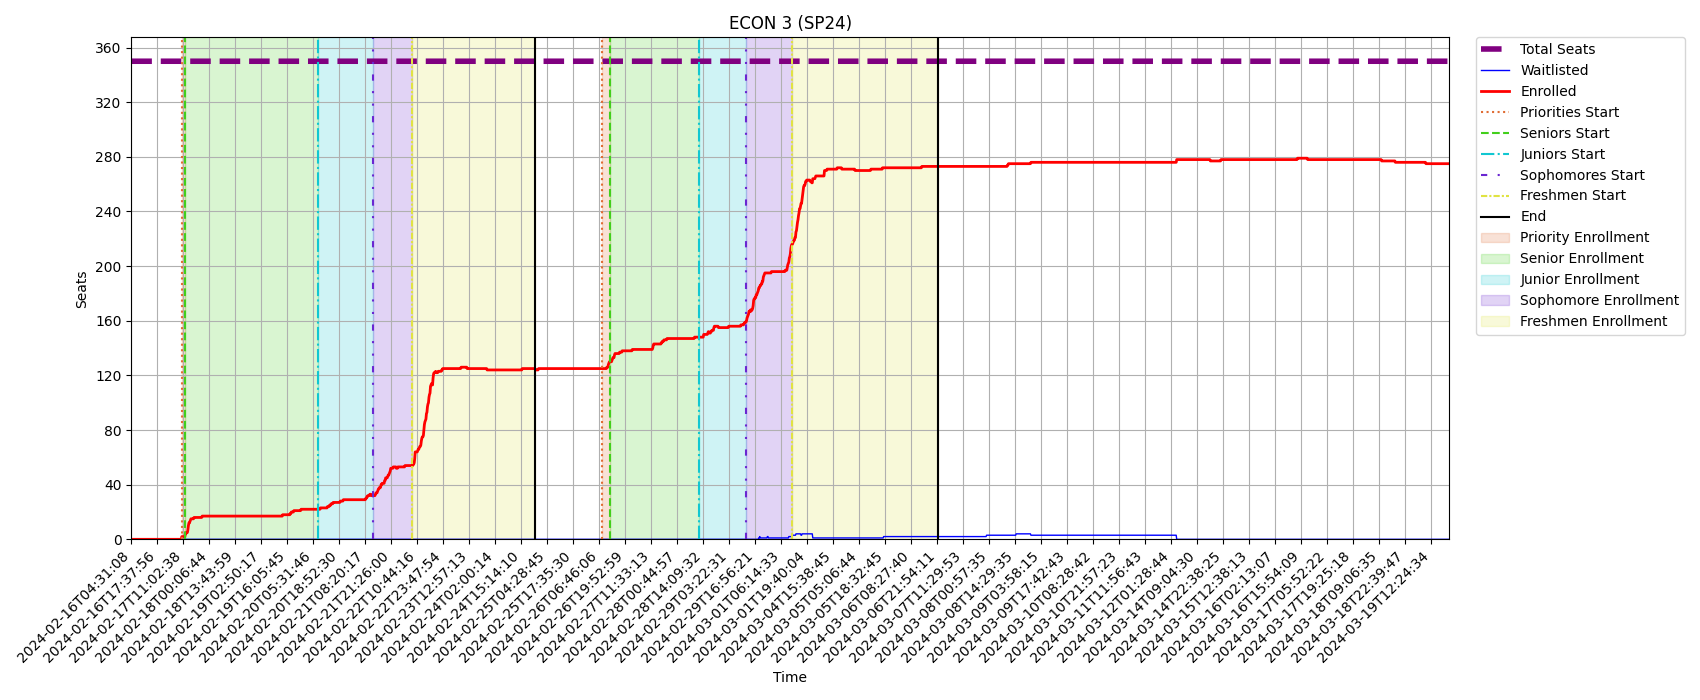 ECON 3 (SP24)
Seats
360
320
280
240
200
160
120
80
40
0
2024-02-16T04:31:08
2024-02-16T17:37:56
2024-02-17T11:02:38
2024-02-18T00:06:44
2024-02-18T13:43:59
2024-02-19T02:50:17
2024-02-19T16:05:45
2024-02-20T05:31:46
2024-02-20T18:52:30
2024-02-21T08:20:17
2024-02-21T21:26:00
2024-02-22T10:44:16
2024-02-22T23:47:54
2024-02-23T12:57:13
2024-02-24T02:00:14
2024-02-24T15:14:10
2024-02-25T04:28:45
2024-02-25T17:35:30
2024-02-26T06:46:06
2024-02-26T19:52:59
2024-02-27T11:33:13
2024-02-28T00:44:57
2024-02-28T14:09:32
2024-02-29T03:22:31
2024-02-29T16:56:21
2024-03-01T06:14:33
2024-03-01T19:40:04
2024-03-04T15:38:45
2024-03-05T05:06:44
2024-03-05T18:32:45
2024-03-06T08:27:40
2024-03-06T21:54:11
2024-03-07T11:29:53
2024-03-08T00:57:35
2024-03-08T14:29:35
2024-03-09T03:58:15
2024-03-09T17:42:43
2024-03-10T08:28:42
2024-03-10T21:57:23
2024-03-11T11:56:43
2024-03-12T01:28:44
2024-03-14T09:04:30
2024-03-14T22:38:25
2024-03-15T12:38:13
2024-03-16T02:13:07
2024-03-16T15:54:09
2024-03-17T05:52:22
2024-03-17T19:25:18
2024-03-18T09:06:35
2024-03-18T22:39:47
2024-03-19T12:24:34
Time
Total Seats
Waitlisted
Enrolled
Priorities Start
Seniors Start
Juniors Start
Sophomores Start
Freshmen Start
End
Priority Enrollment
Senior Enrollment
Junior Enrollment
Sophomore Enrollment
Freshmen Enrollment